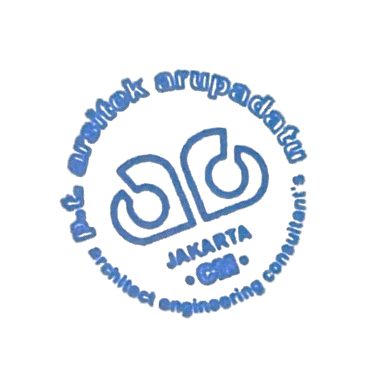 p.t. arsitek arupadatu
JAKARTA
• CM •
architect engineering consultant's